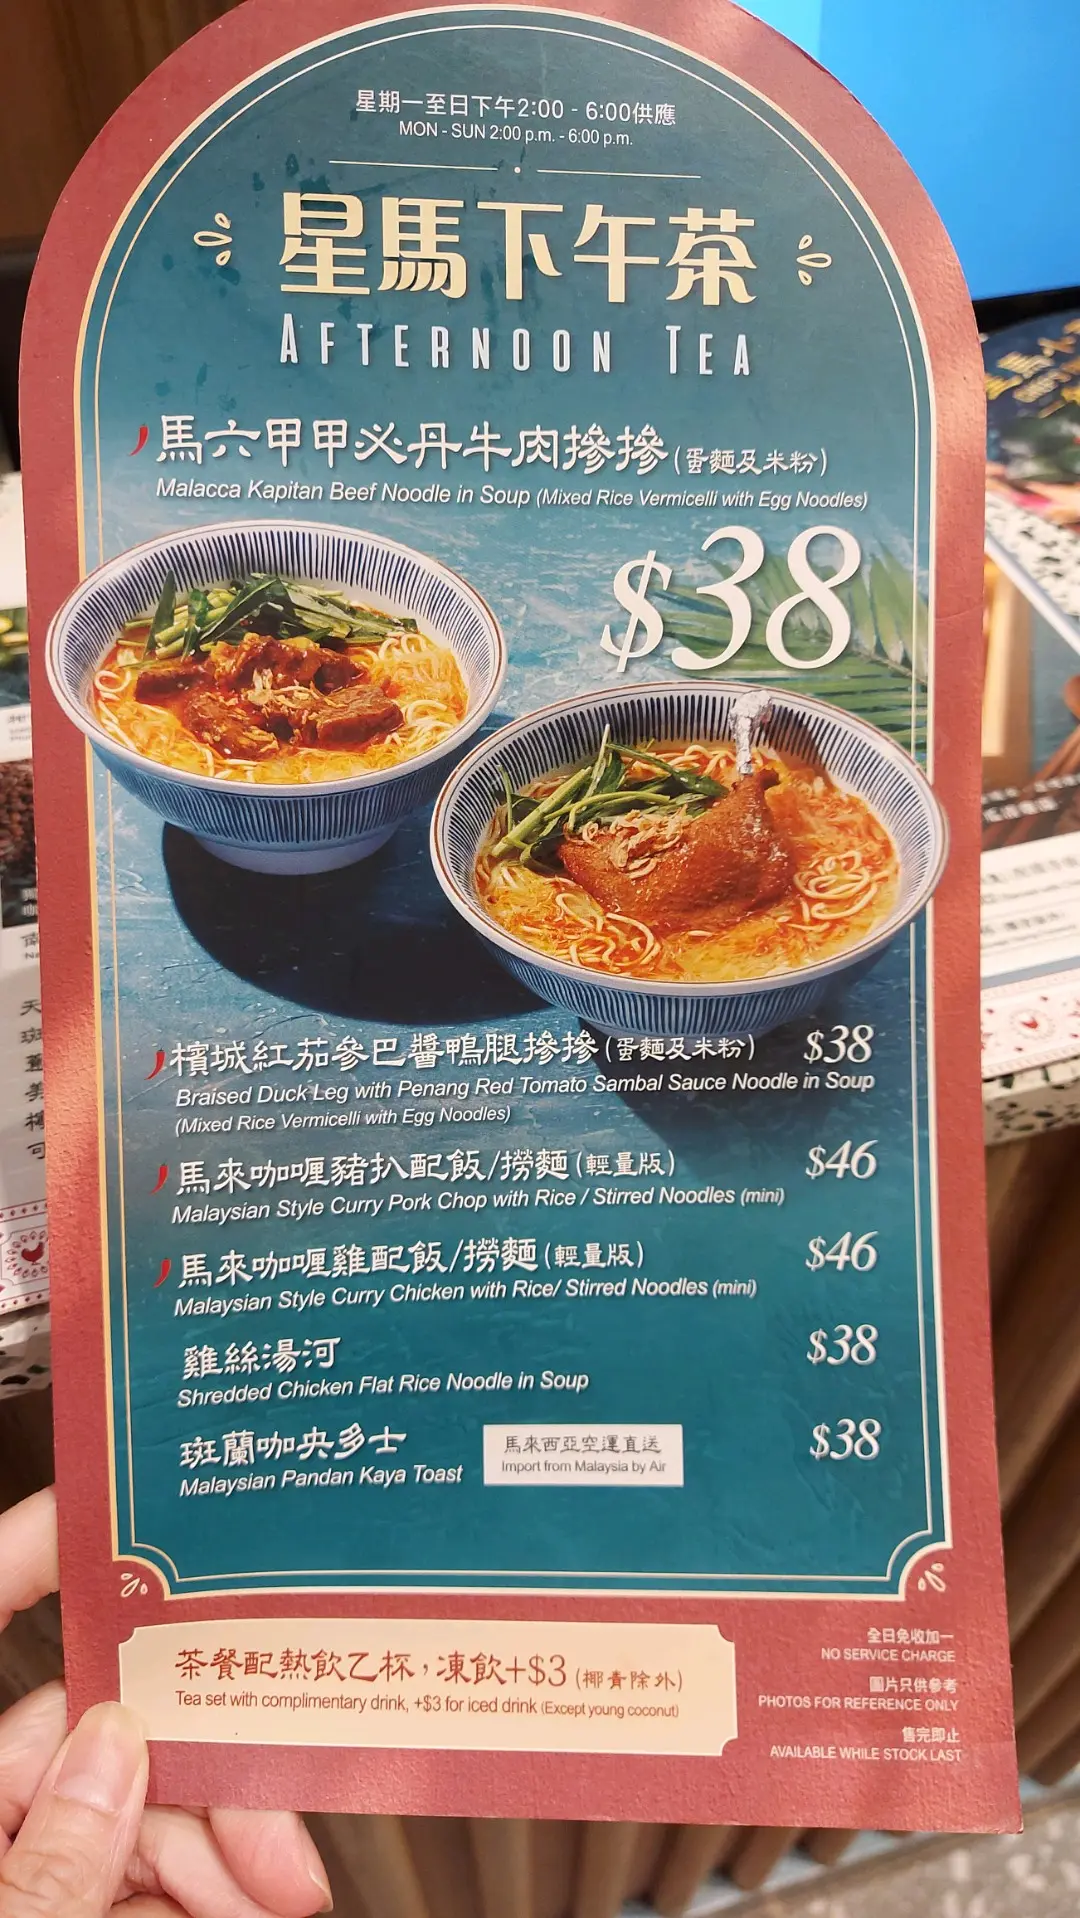 星期一至日下午2:00 - 6:00供應
MON - SUN 2:00 p.m. - 6:00 p.m.
星馬下午茶
AFTERNOON TEA
馬六甲甲必丹牛肉摻摻(蛋麵及米粉)
Malacca Kapitan Beef Noodle in Soup (Mixed Rice Vermicelli with Egg Noodles)
$38
檳城紅茄參巴醬鴨腿摻摻(蛋麵及米粉) $38
Braised Duck Leg with Penang Red Tomato Sambal Sauce Noodle in Soup
(Mixed Rice Vermicelli with Egg Noodles)
馬來咖喱豬扒配飯/撈麵(輕量版) $46
Malaysian Style Curry Pork Chop with Rice / Stirred Noodles (mini)
馬來咖喱雞配飯/撈麵(輕量版) $46
Malaysian Style Curry Chicken with Rice/ Stirred Noodles (mini)
雞絲湯河 $38
Shredded Chicken Flat Rice Noodle in Soup
斑蘭咖央多士 $38
Malaysian Pandan Kaya Toast
馬來西亞空運直送
Import from Malaysia by Air
茶餐配熱飲乙杯，凍飲+$3 (椰青除外)
Tea set with complimentary drink, +$3 for iced drink (Except young coconut)
全日免收加一
NO SERVICE CHARGE
圖片只供參考
PHOTOS FOR REFERENCE ONLY
售完即止
AVAILABLE WHILE STOCK LAST